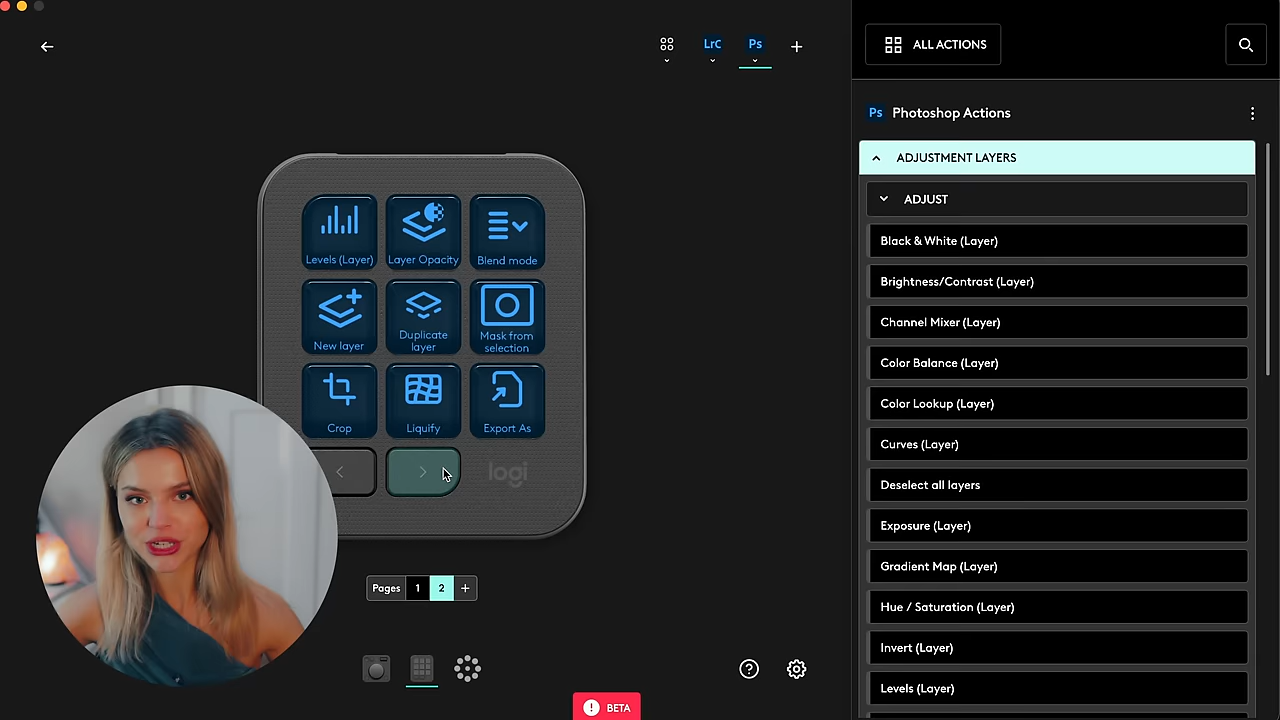 LrC
Ps
ALL ACTIONS
Ps Photoshop Actions
ADJUSTMENT LAYERS
ADJUST
Black & White (Layer)
Brightness/Contrast (Layer)
Channel Mixer (Layer)
Color Balance (Layer)
Color Lookup (Layer)
Curves (Layer)
Deselect all layers
Exposure (Layer)
Gradient Map (Layer)
Hue / Saturation (Layer)
Invert (Layer)
Levels (Layer)
Levels (Layer)
Layer Opacity
Blend mode
New layer
Duplicate
layer
Mask from
selection
Crop
Liquify
Export As
logi
Pages 1 2 +
BETA